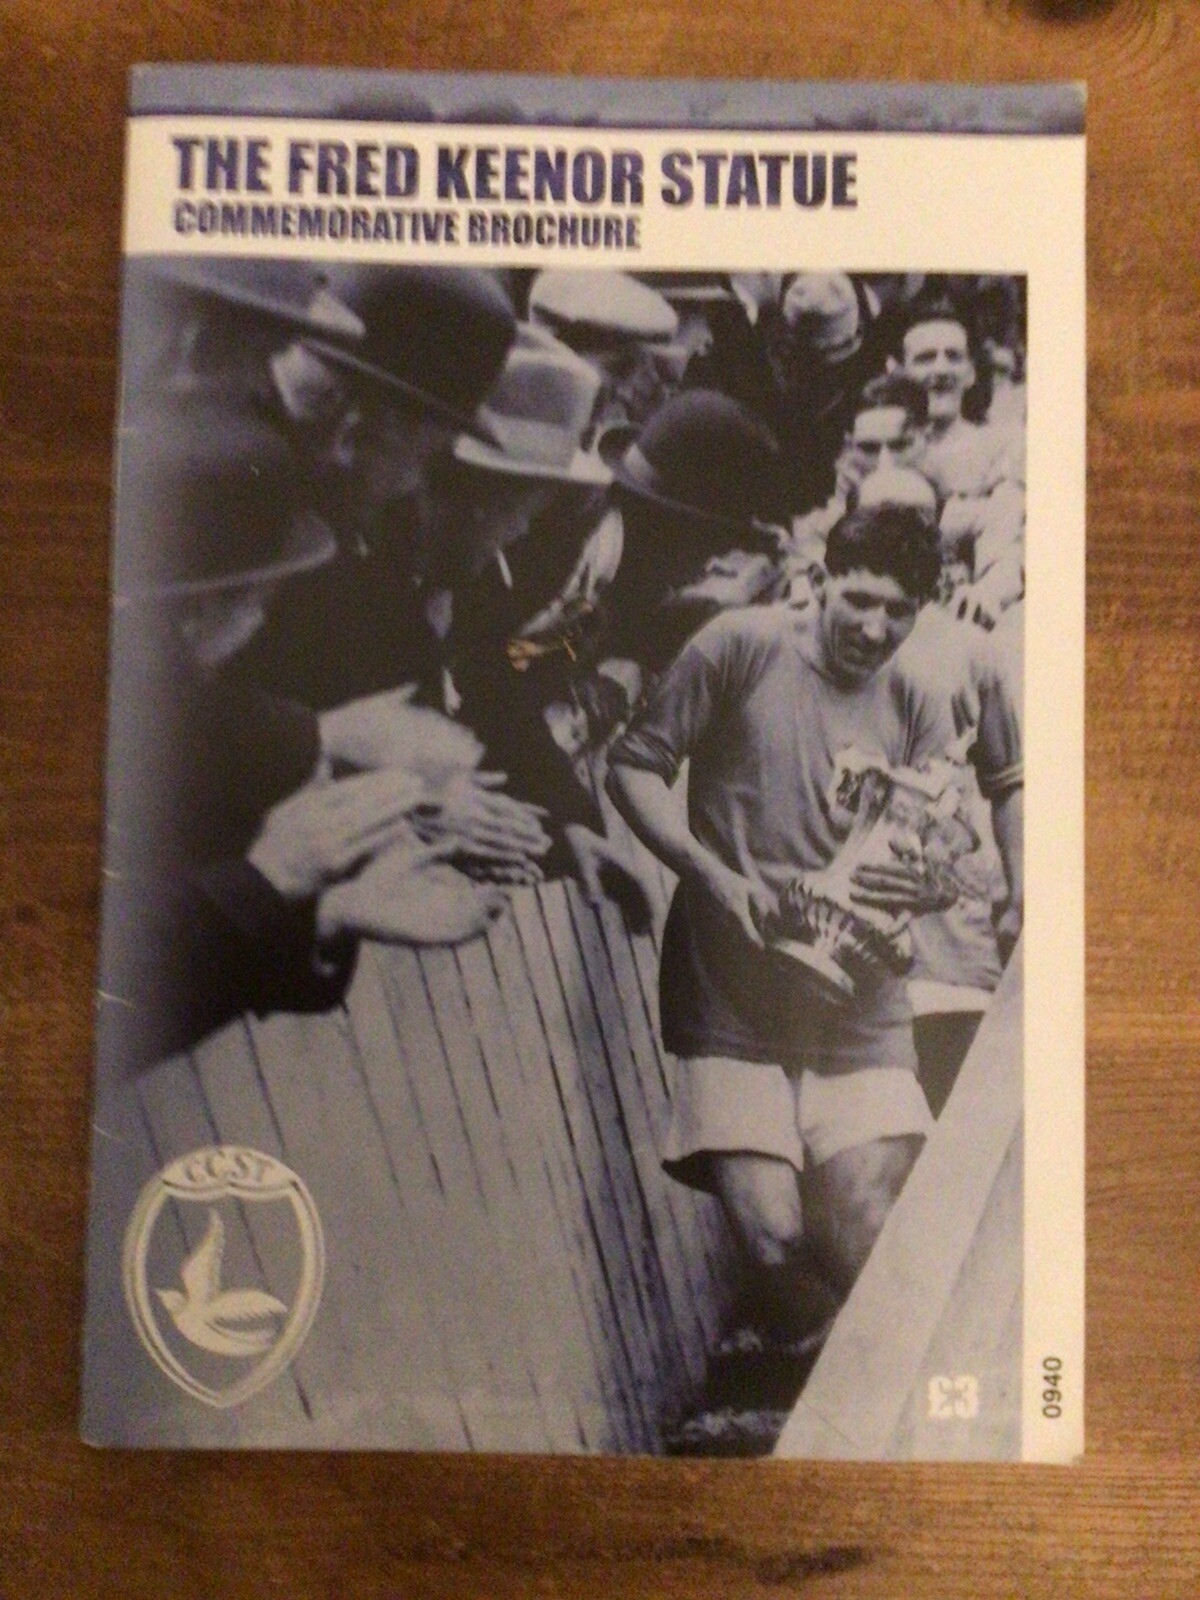 THE FRED KEENOR STATUE
COMMEMORATIVE BROCHURE
CCST
£3
0940